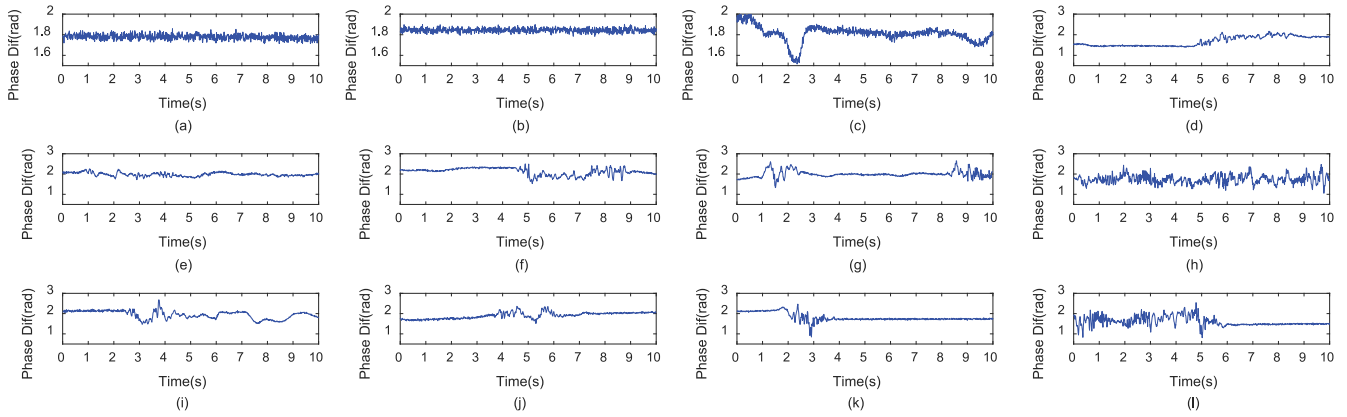 Phase Dif(rad)
2
1.8
1.6
0 1 2 3 4 5 6 7 8 9 10
Time(s)
(a)
Phase Dif(rad)
2
1.8
1.6
0 1 2 3 4 5 6 7 8 9 10
Time(s)
(b)
Phase Dif(rad)
2
1.8
1.6
0 1 2 3 4 5 6 7 8 9 10
Time(s)
(c)
Phase Dif(rad)
3
2
1
0 1 2 3 4 5 6 7 8 9 10
Time(s)
(d)
Phase Dif(rad)
3
2
1
0 1 2 3 4 5 6 7 8 9 10
Time(s)
(e)
Phase Dif(rad)
3
2
1
0 1 2 3 4 5 6 7 8 9 10
Time(s)
(f)
Phase Dif(rad)
3
2
1
0 1 2 3 4 5 6 7 8 9 10
Time(s)
(g)
Phase Dif(rad)
3
2
1
0 1 2 3 4 5 6 7 8 9 10
Time(s)
(h)
Phase Dif(rad)
3
2
1
0 1 2 3 4 5 6 7 8 9 10
Time(s)
(i)
Phase Dif(rad)
3
2
1
0 1 2 3 4 5 6 7 8 9 10
Time(s)
(j)
Phase Dif(rad)
3
2
1
0 1 2 3 4 5 6 7 8 9 10
Time(s)
(k)
Phase Dif(rad)
3
2
1
0 1 2 3 4 5 6 7 8 9 10
Time(s)
(l)